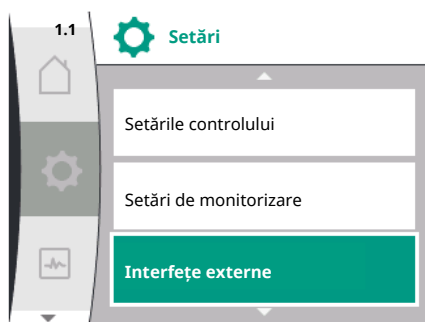 1.1
Setări
Setările controlului
Setări de monitorizare
Interfețe externe